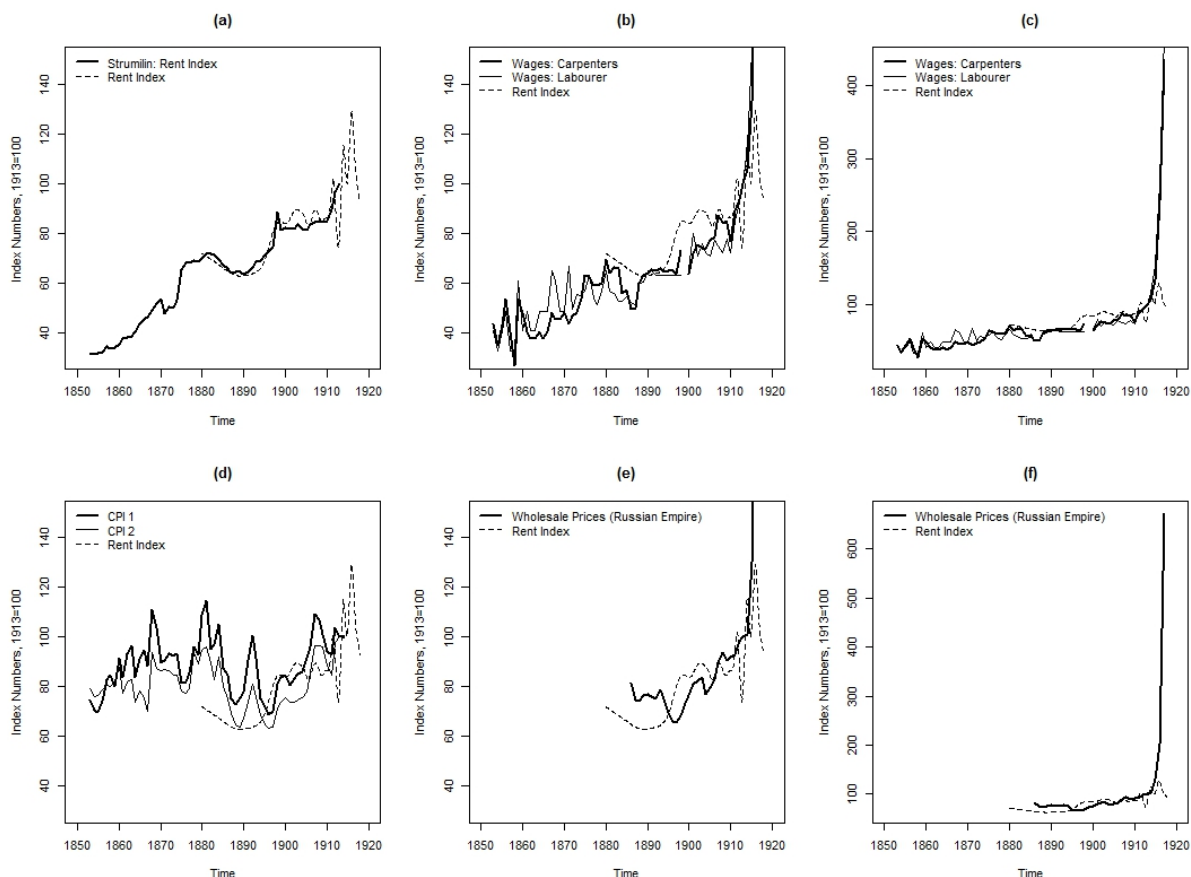 (a)
Strumilin: Rent Index
Rent Index
Index Numbers, 1913=100
140
120
100
80
60
40
1850 1860 1870 1880 1890 1900 1910 1920
Time
(b)
Wages: Carpenters
Wages: Labourer
Rent Index
Index Numbers, 1913=100
140
120
100
80
60
40
1850 1860 1870 1880 1890 1900 1910 1920
Time
(c)
Wages: Carpenters
Wages: Labourer
Rent Index
Index Numbers, 1913=100
400
300
200
100
1850 1860 1870 1880 1890 1900 1910 1920
Time
(d)
CPI 1
CPI 2
Rent Index
Index Numbers, 1913=100
140
120
100
80
60
40
1850 1860 1870 1880 1890 1900 1910 1920
Time
(e)
Wholesale Prices (Russian Empire)
Rent Index
Index Numbers, 1913=100
140
120
100
80
60
40
1850 1860 1870 1880 1890 1900 1910 1920
Time
(f)
Wholesale Prices (Russian Empire)
Rent Index
Index Numbers, 1913=100
600
500
400
300
200
100
1850 1860 1870 1880 1890 1900 1910 1920
Time